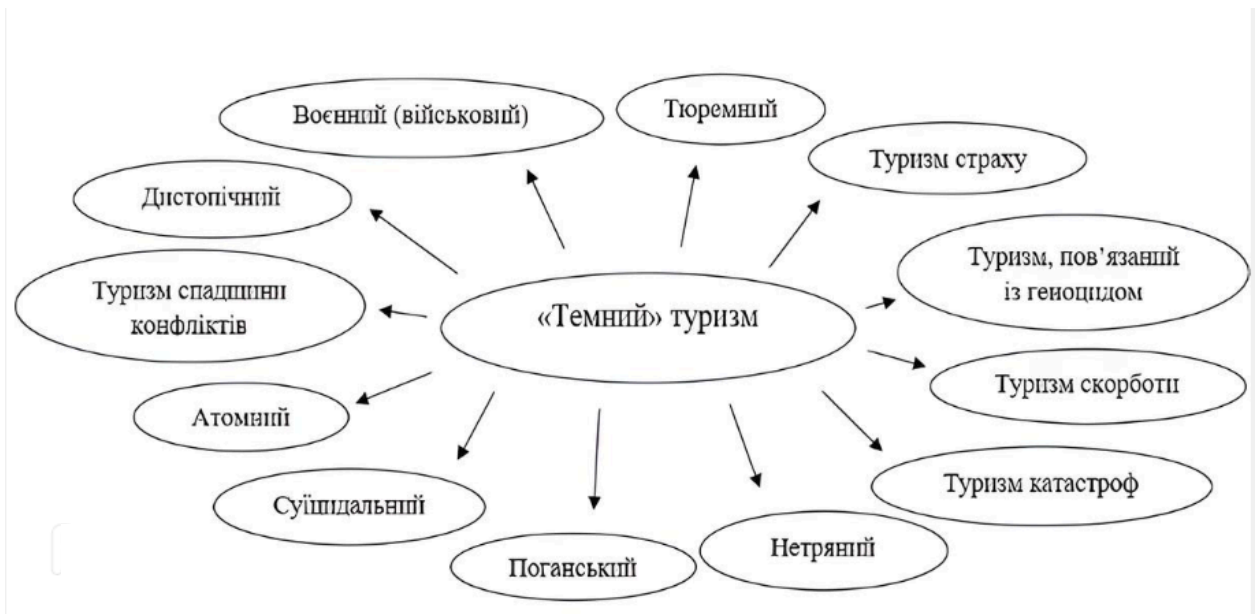 Воєнний (військовий)
Тюремний
Туризм страху
Дистопічний
Туризм, пов’язаний
із геноцидом
Туризм спадщини
конфліктів
«Темний» туризм
Туризм скорботи
Атомний
Туризм катастроф
Суїцидальний
Нетряний
Поганський